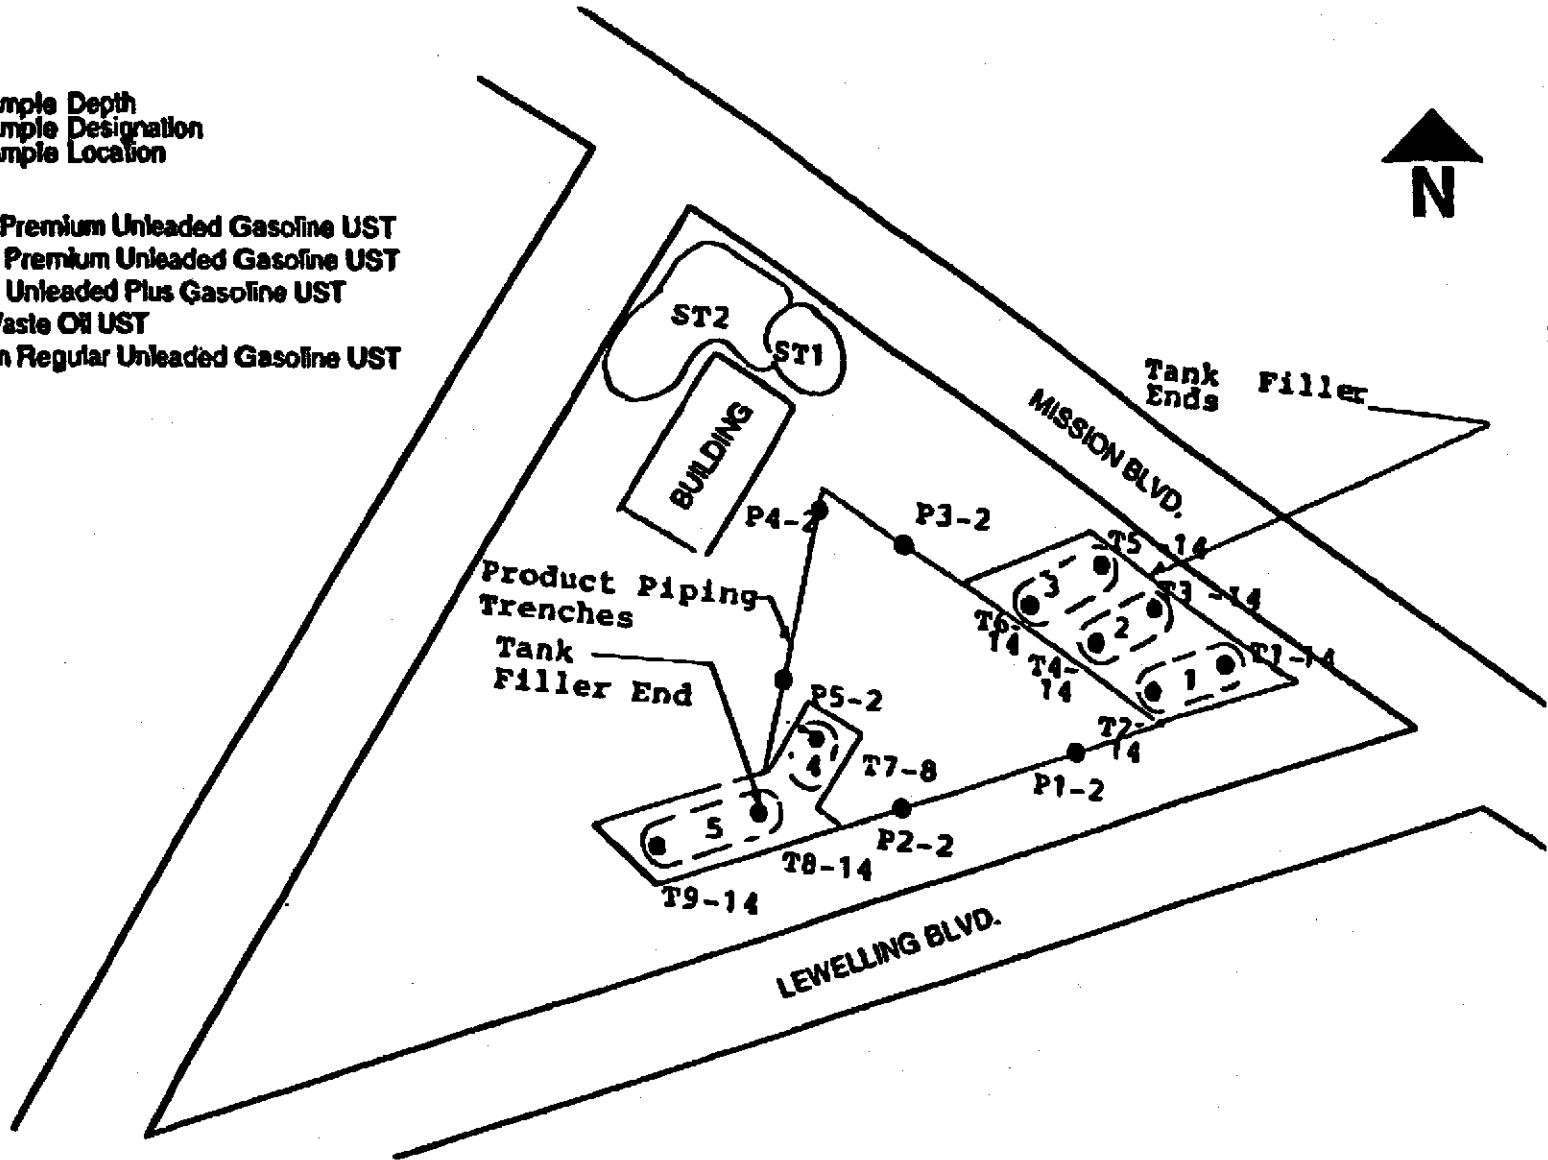 mple Depth
mple Designation
mple Location
Premium Unleaded Gasoline UST
Premium Unleaded Gasoline UST
Unleaded Plus Gasoline UST
aste Oil UST
n Regular Unleaded Gasoline UST
N
ST2
ST1
BUILDING
Tank Filler
Ends
MISSION BLVD.
P4-2
P3-2
T5-14
3
T3-14
T6-
14
2
T4-
14
T1-14
1
T2-
14
Product Piping
Trenches
Tank
Filler End
P5-2
4
T7-8
P1-2
5
P2-2
T8-14
T9-14
LEWELLING BLVD.